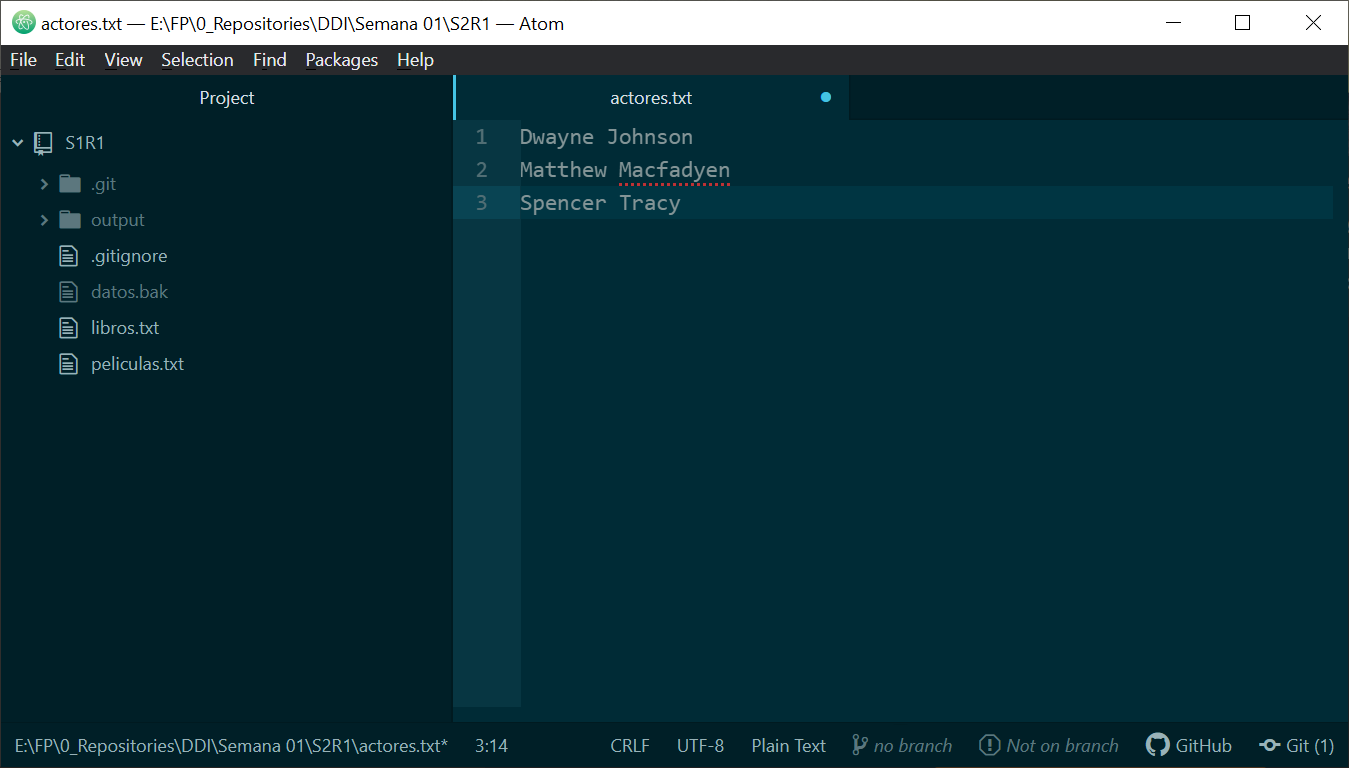 actores.txt — E:\FP\0_Repositories\DDI\Semana 01\S2R1 — Atom
File Edit View Selection Find Packages Help
Project
S1R1
.git
output
.gitignore
datos.bak
libros.txt
peliculas.txt
actores.txt
1 Dwayne Johnson
2 Matthew Macfadyen
3 Spencer Tracy
E:\FP\0_Repositories\DDI\Semana 01\S2R1\actores.txt* 3:14 CRLF UTF-8 Plain Text no branch Not on branch GitHub Git (1)